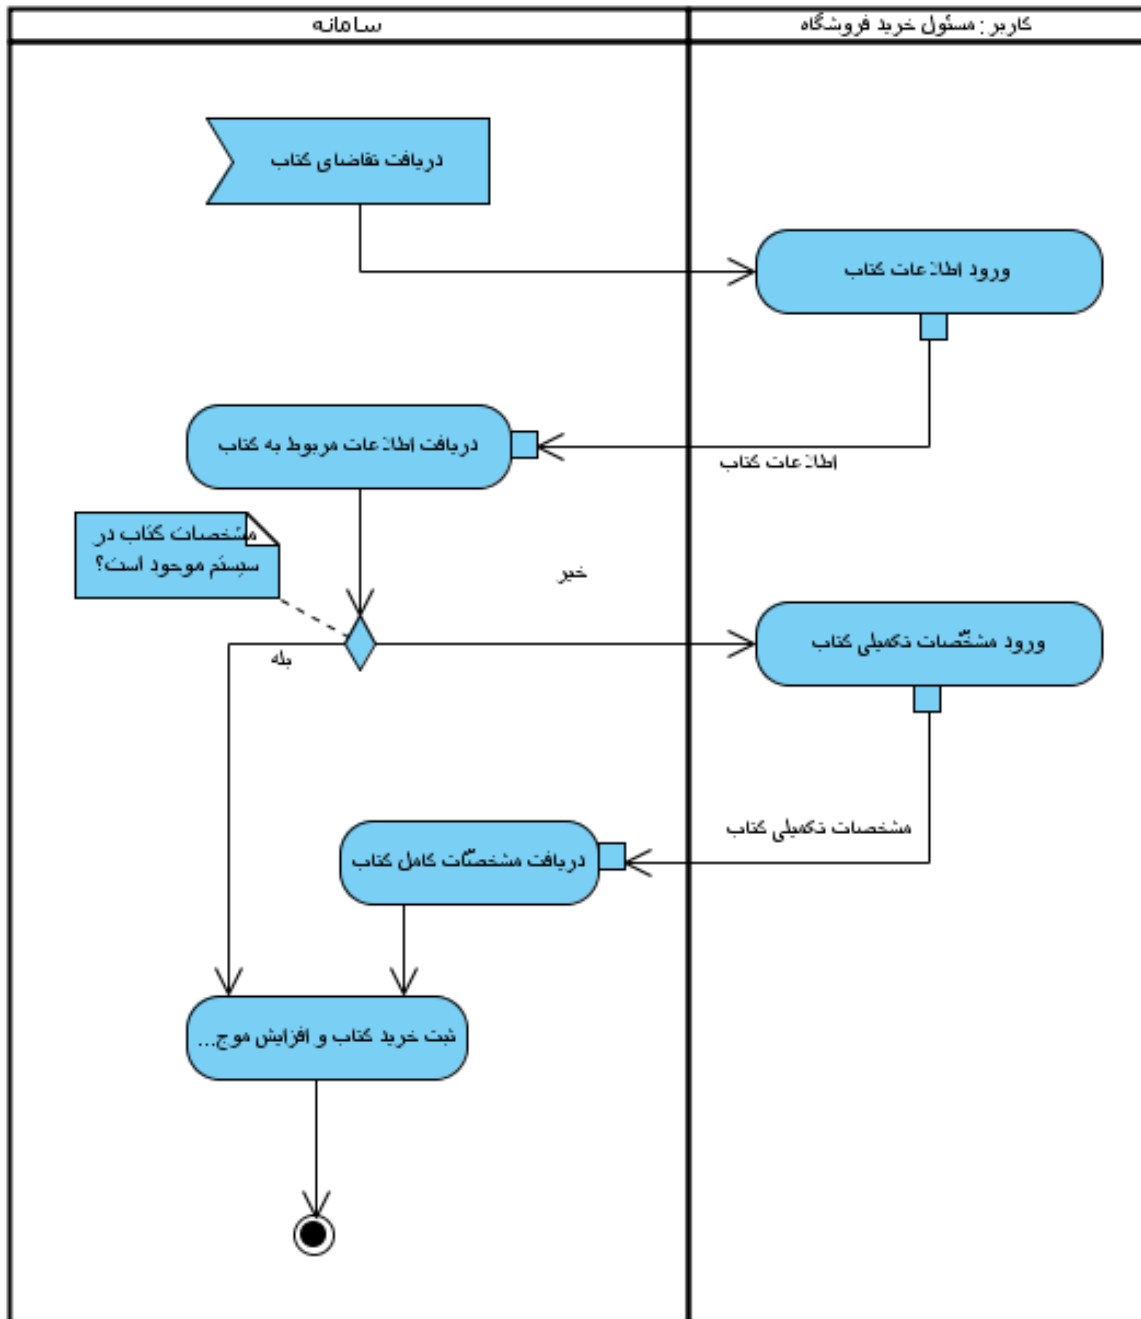 کاربر : مسئول خرید فروشگاه
سامانه
دریافت تقاضای کتاب
ورود اطلاعات کتاب
دریافت اطلاعات مربوط به کتاب
اطلاعات کتاب
مشخصات کتاب در
سیستم موجود است؟
خیر
بله
ورود مشخّصات تکمیلی کتاب
مشخصات تکمیلی کتاب
دریافت مشخصّات کامل کتاب
ثبت خرید کتاب و افزایش موج...